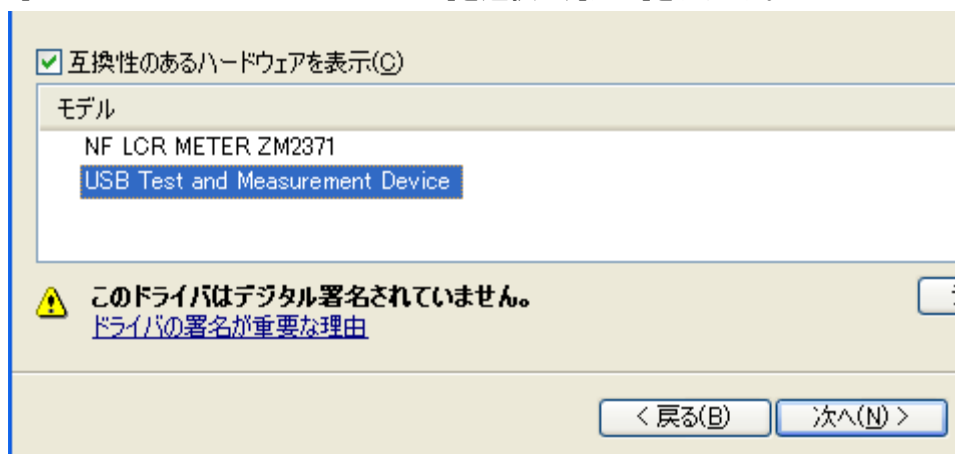 互換性のあるハードウェアを表示(C)
モデル
NF LCR METER ZM2371
USB Test and Measurement Device
このドライバはデジタル署名されていません。
ドライバの署名が重要な理由
< 戻る(B)
次へ(N) >